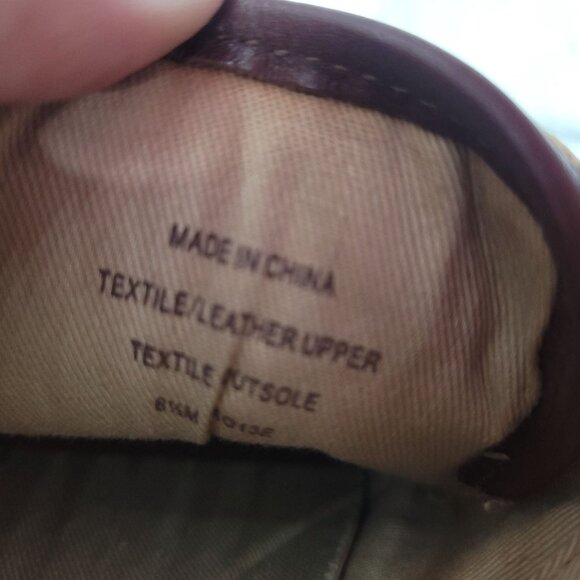 MADE IN CHINA
TEXTILE/LEATHER UPPER
TEXTILE OUTSOLE
6½M